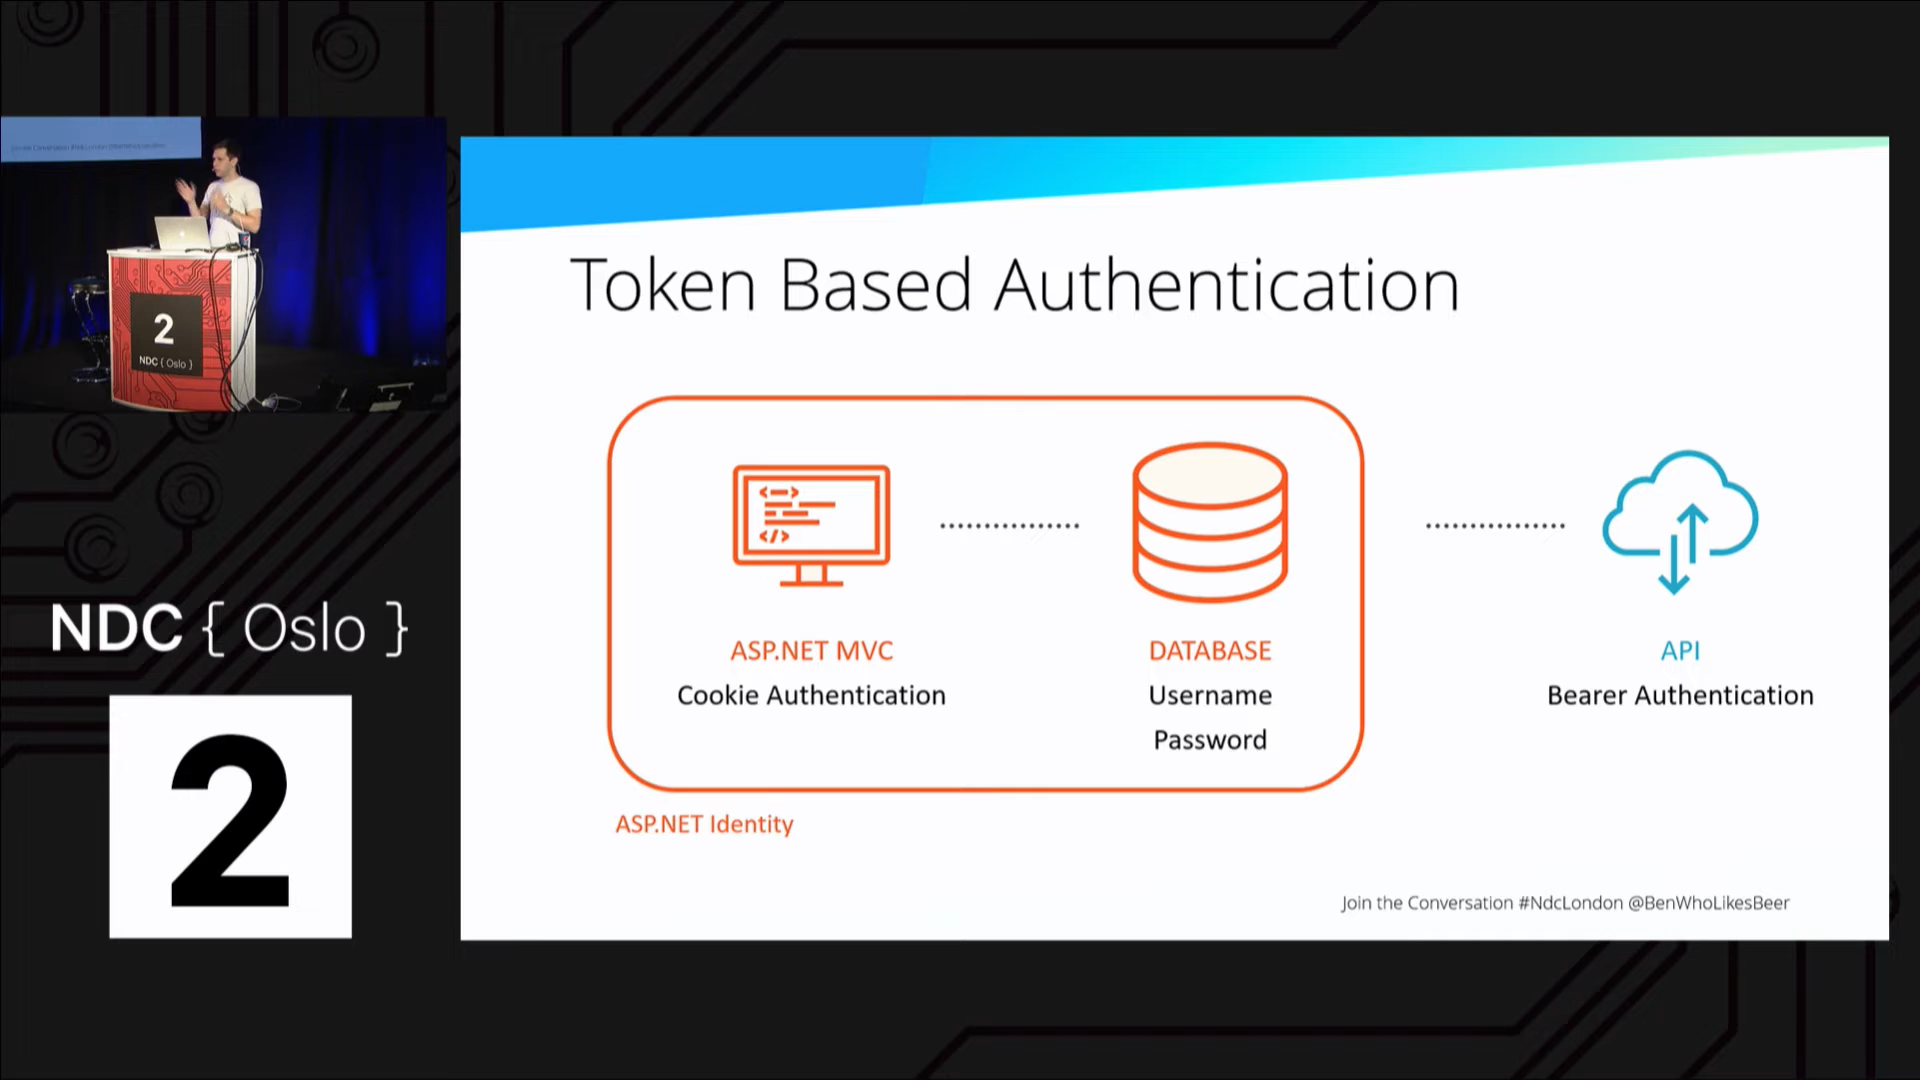 2
NDC { Oslo }
NDC { Oslo }
2
Token Based Authentication
ASP.NET MVC
Cookie Authentication
DATABASE
Username
Password
API
Bearer Authentication
ASP.NET Identity
Join the Conversation #NdcLondon @BenWhoLikesBeer